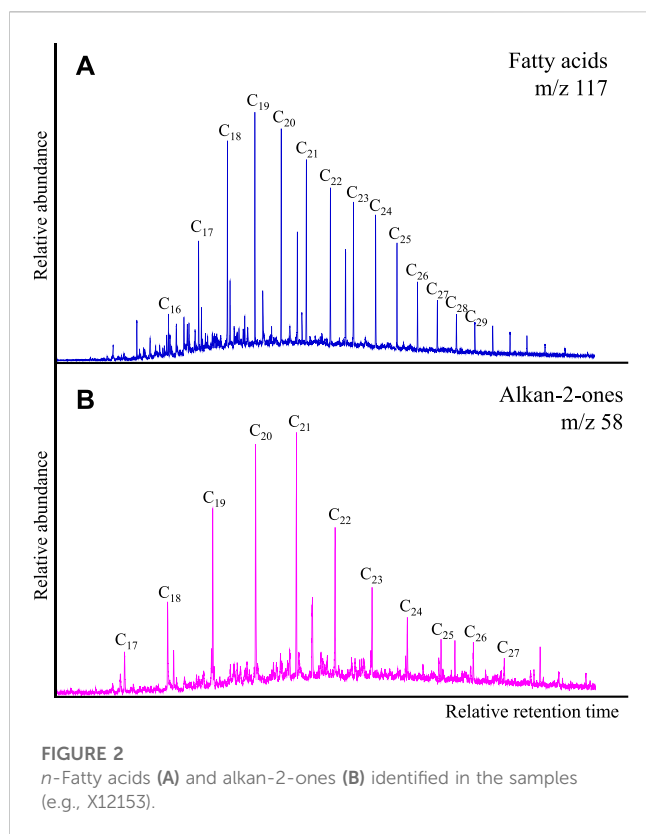 A
Fatty acids
m/z 117
Relative abundance
C16
C17
C18
C19
C20
C21
C22
C23
C24
C25
C26
C27
C28
C29
B
Alkan-2-ones
m/z 58
Relative abundance
C17
C18
C19
C20
C21
C22
C23
C24
C25
C26
C27
Relative retention time
FIGURE 2
n-Fatty acids (A) and alkan-2-ones (B) identified in the samples
(e.g., X12153).